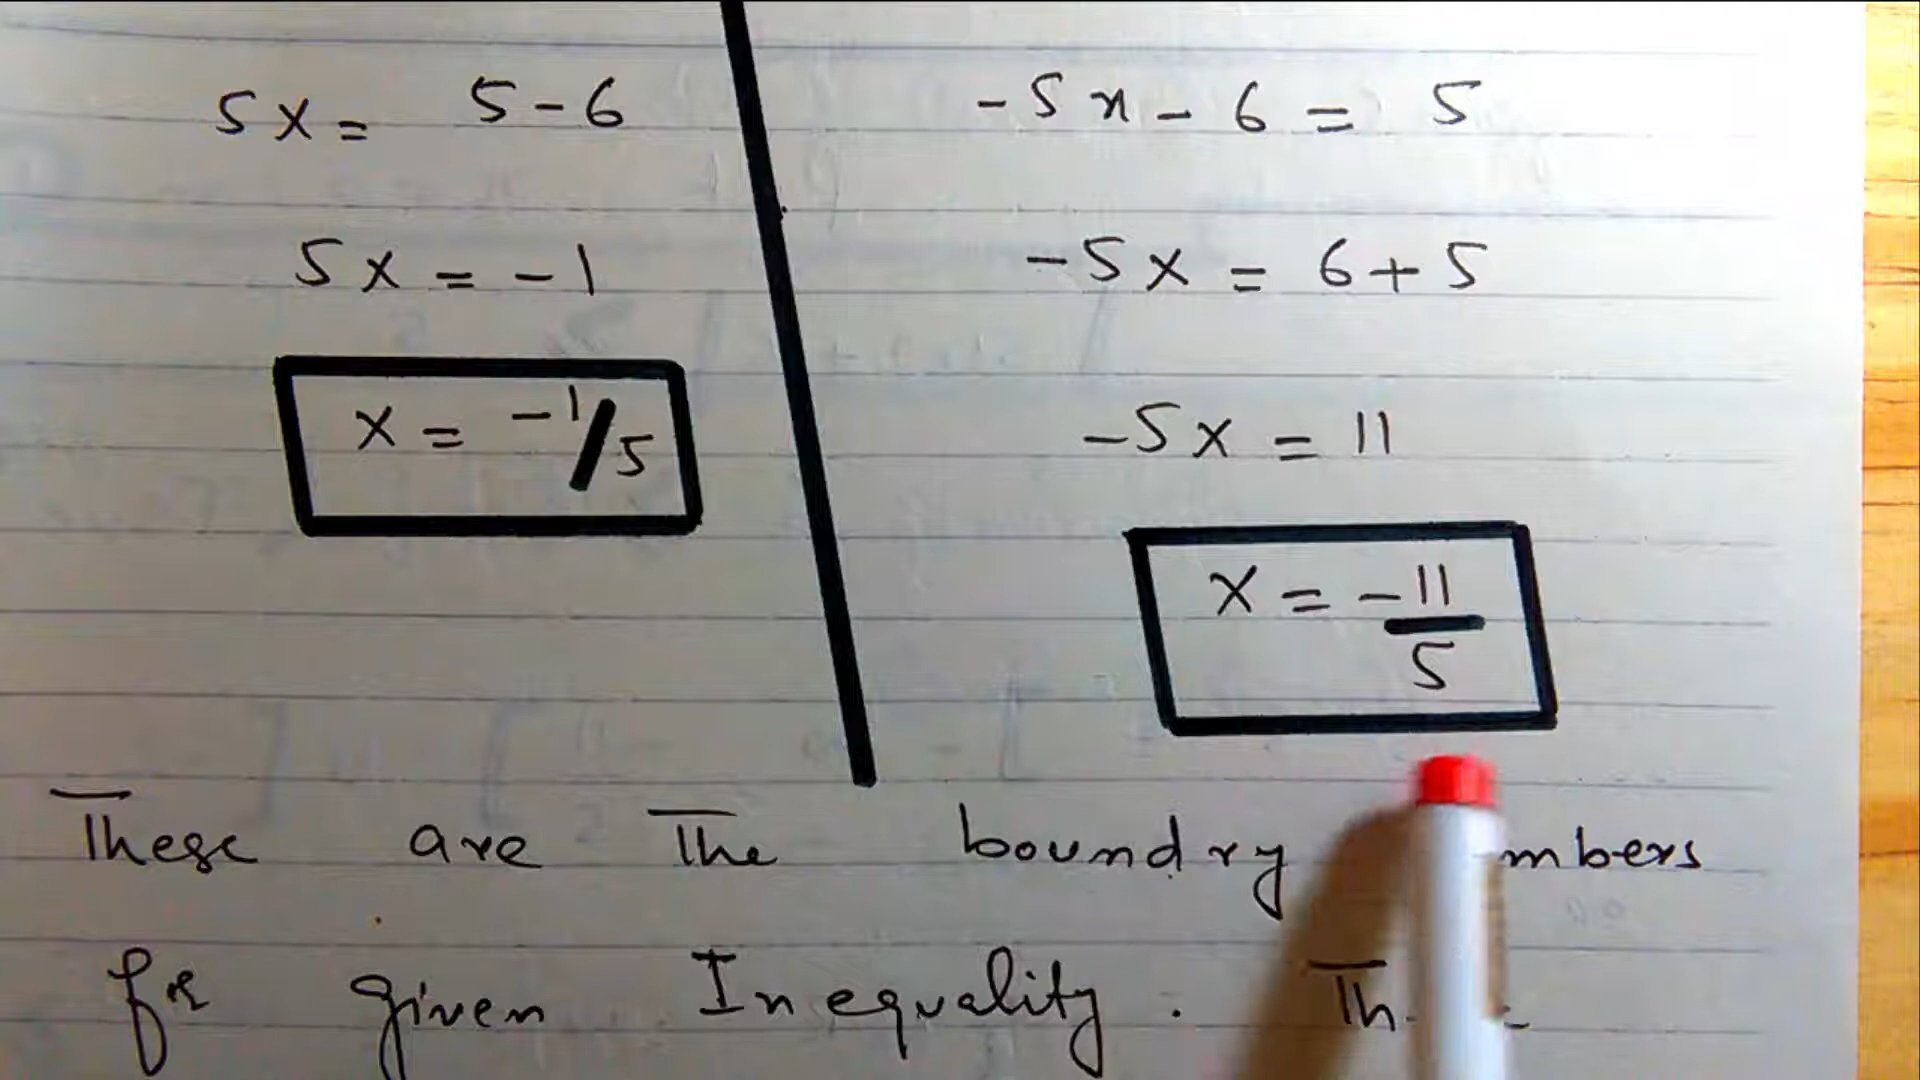 5x = 5-6
5x = -1
x = -1/5
-5x - 6 = 5
-5x = 6+5
-5x = 11
x = -11/5
These are The boundry
for given Inequality.